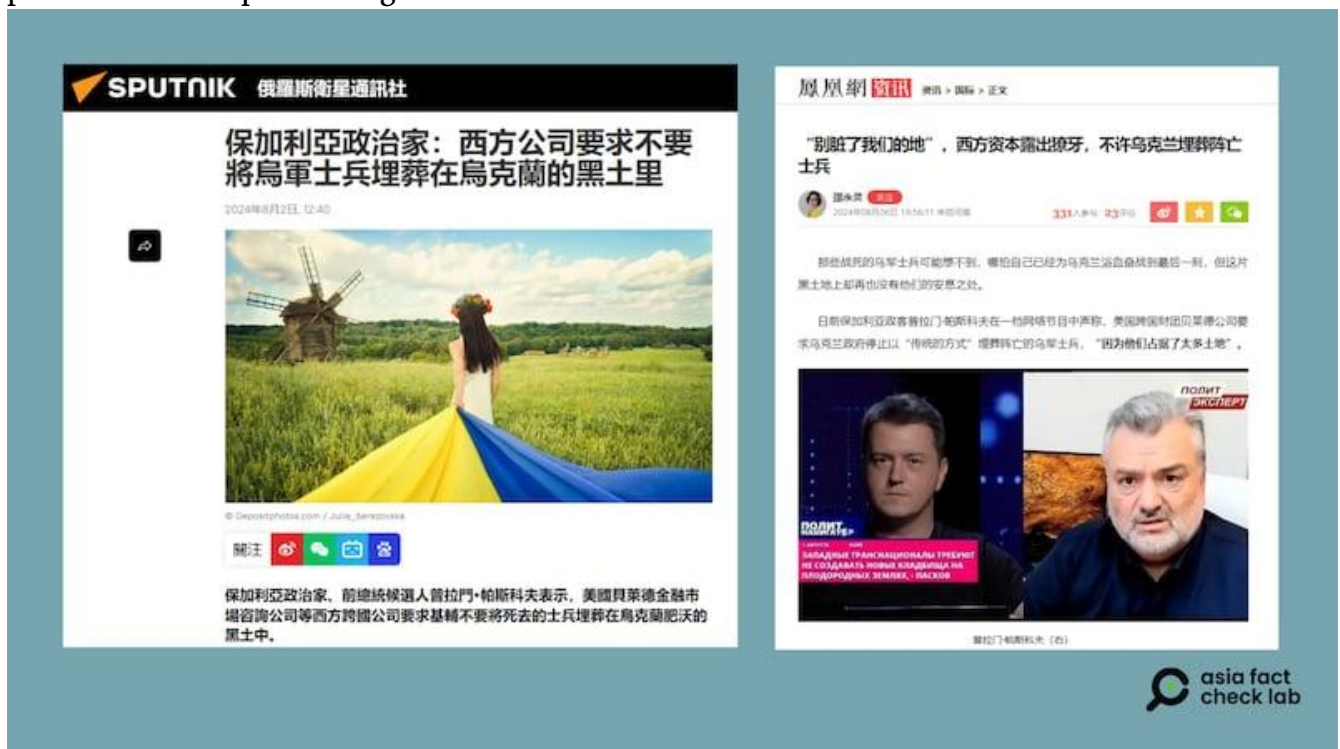 SPUTNIK 俄羅斯衛星通訊社
保加利亞政治家：西方公司要求不要
將烏軍士兵埋葬在烏克蘭的黑土里
2024年8月2日, 12:40
© Depositphotos.com / Julia_Berezovska
關注
保加利亞政治家、前總統候選人普拉門·帕斯科夫表示，美國貝萊德金融市
場咨詢公司等西方跨國公司要求基輔不要將死去的士兵埋葬在烏克蘭肥沃的
黑土中。
鳳凰網 资讯 资讯 > 国际 > 正文
“别脏了我们的地”，西方资本露出獠牙，不许乌克兰埋葬阵亡
士兵
关注
331人参与 23评论
那些战死的乌军士兵可能想不到，哪怕自己已经为乌克兰浴血奋战到最后一刻，但这片
黑土地上却再也没有他们的安息之处。
日前保加利亚政客普拉门·帕斯科夫在一档网络节目中声称，美国跨国财团贝莱德公司要
求乌克兰政府停止以“传统的方式”埋葬阵亡的乌军士兵，“因为他们占据了太多土地”。
ПОЛИТ
ЭКСПЕРТ
ПОЛИТ
НАВИГАТОР
ЗАПАДНЫЕ ТРАНСНАЦИОНАЛЫ ТРЕБУЮТ
НЕ СОЗДАВАТЬ НОВЫЕ КЛАДБИЩА НА
ПЛОДОРОДНЫХ ЗЕМЛЯХ, - ПАСКОВ
普拉门·帕斯科夫（右）
asia fact
check lab